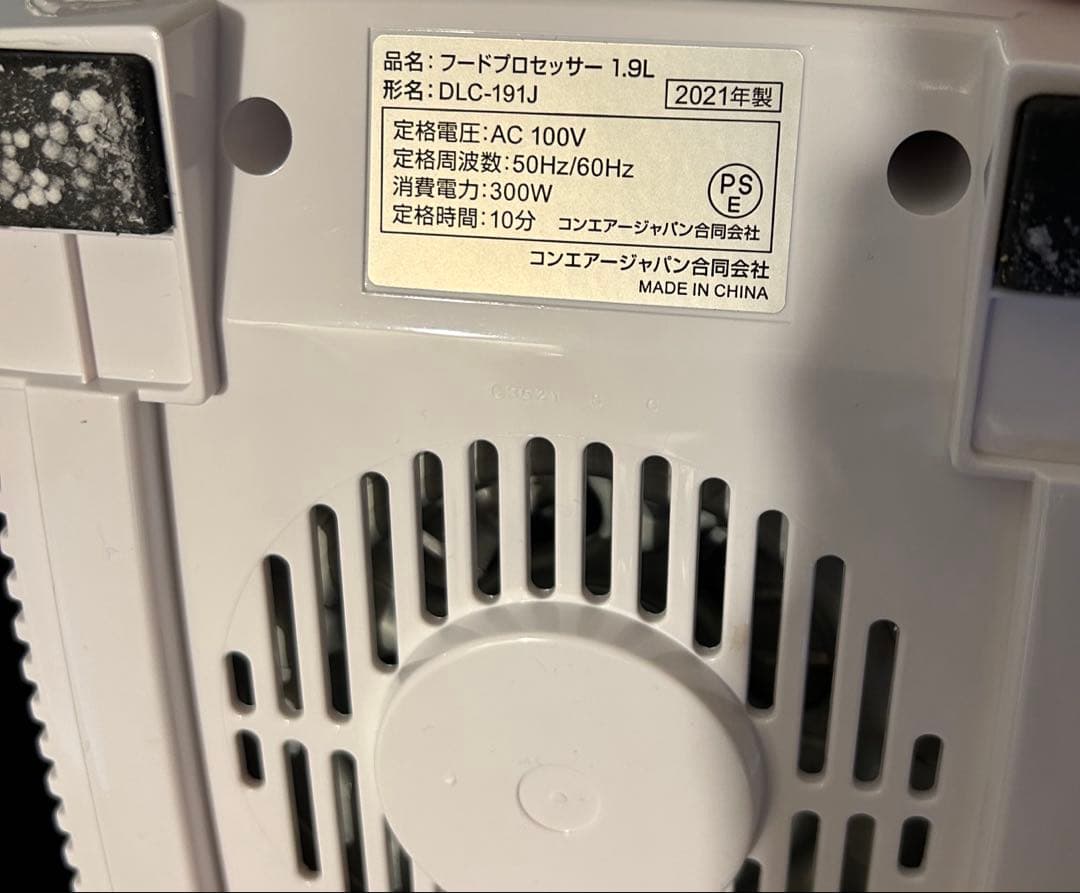 品名：フードプロセッサー 1.9L
形名：DLC-191J
2021年製
定格電圧：AC 100V
定格周波数：50Hz/60Hz
消費電力：300W
定格時間：10分
PS
E
コンエアージャパン合同会社
コンエアージャパン合同会社
MADE IN CHINA